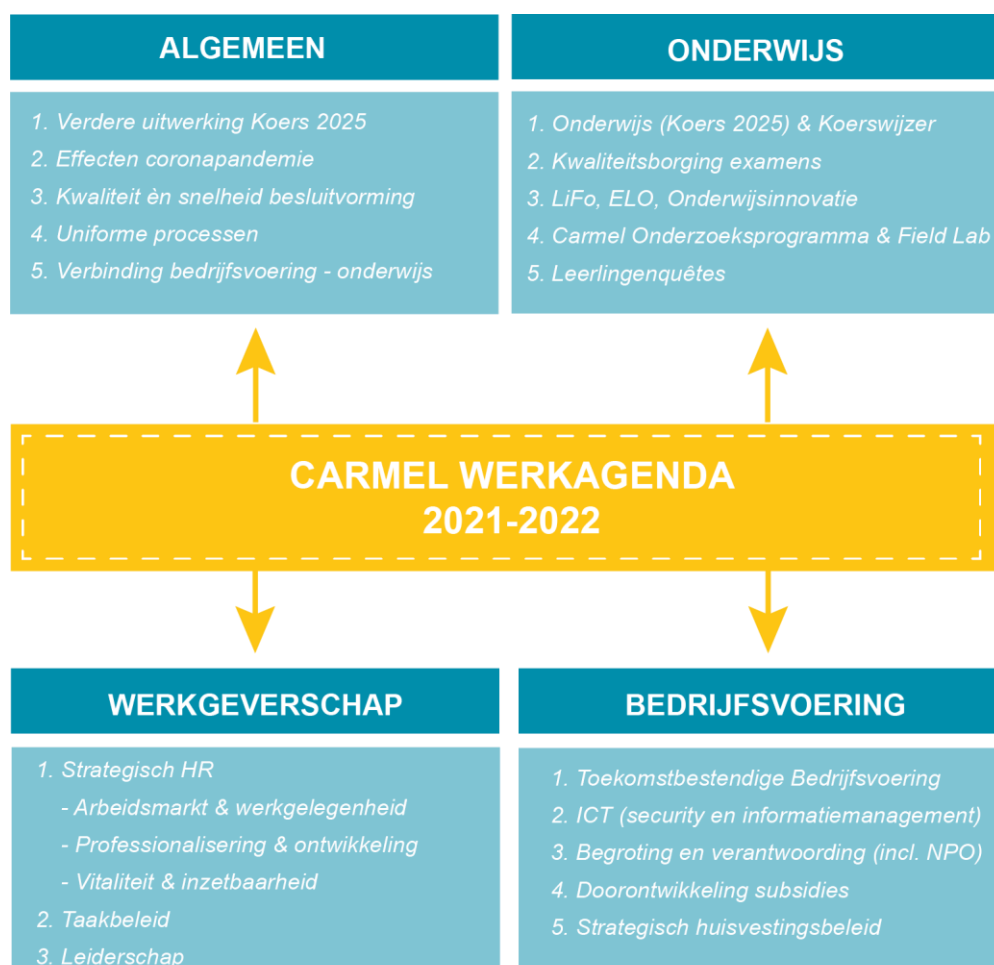 ALGEMEEN
1. Verdere uitwerking Koers 2025
2. Effecten coronapandemie
3. Kwaliteit èn snelheid besluitvorming
4. Uniforme processen
5. Verbinding bedrijfsvoering - onderwijs
ONDERWIJS
1. Onderwijs (Koers 2025) & Koerswijzer
2. Kwaliteitsborging examens
3. LiFo, ELO, Onderwijsinnovatie
4. Carmel Onderzoeksprogramma & Field Lab
5. Leerlingenquêtes
CARMEL WERKAGENDA
2021-2022
WERKGEVERSCHAP
1. Strategisch HR
- Arbeidsmarkt & werkgelegenheid
- Professionalisering & ontwikkeling
- Vitaliteit & inzetbaarheid
2. Taakbeleid
3. Leiderschap
BEDRIJFSVOERING
1. Toekomstbestendige Bedrijfsvoering
2. ICT (security en informatiemanagement)
3. Begroting en verantwoording (incl. NPO)
4. Doorontwikkeling subsidies
5. Strategisch huisvestingsbeleid